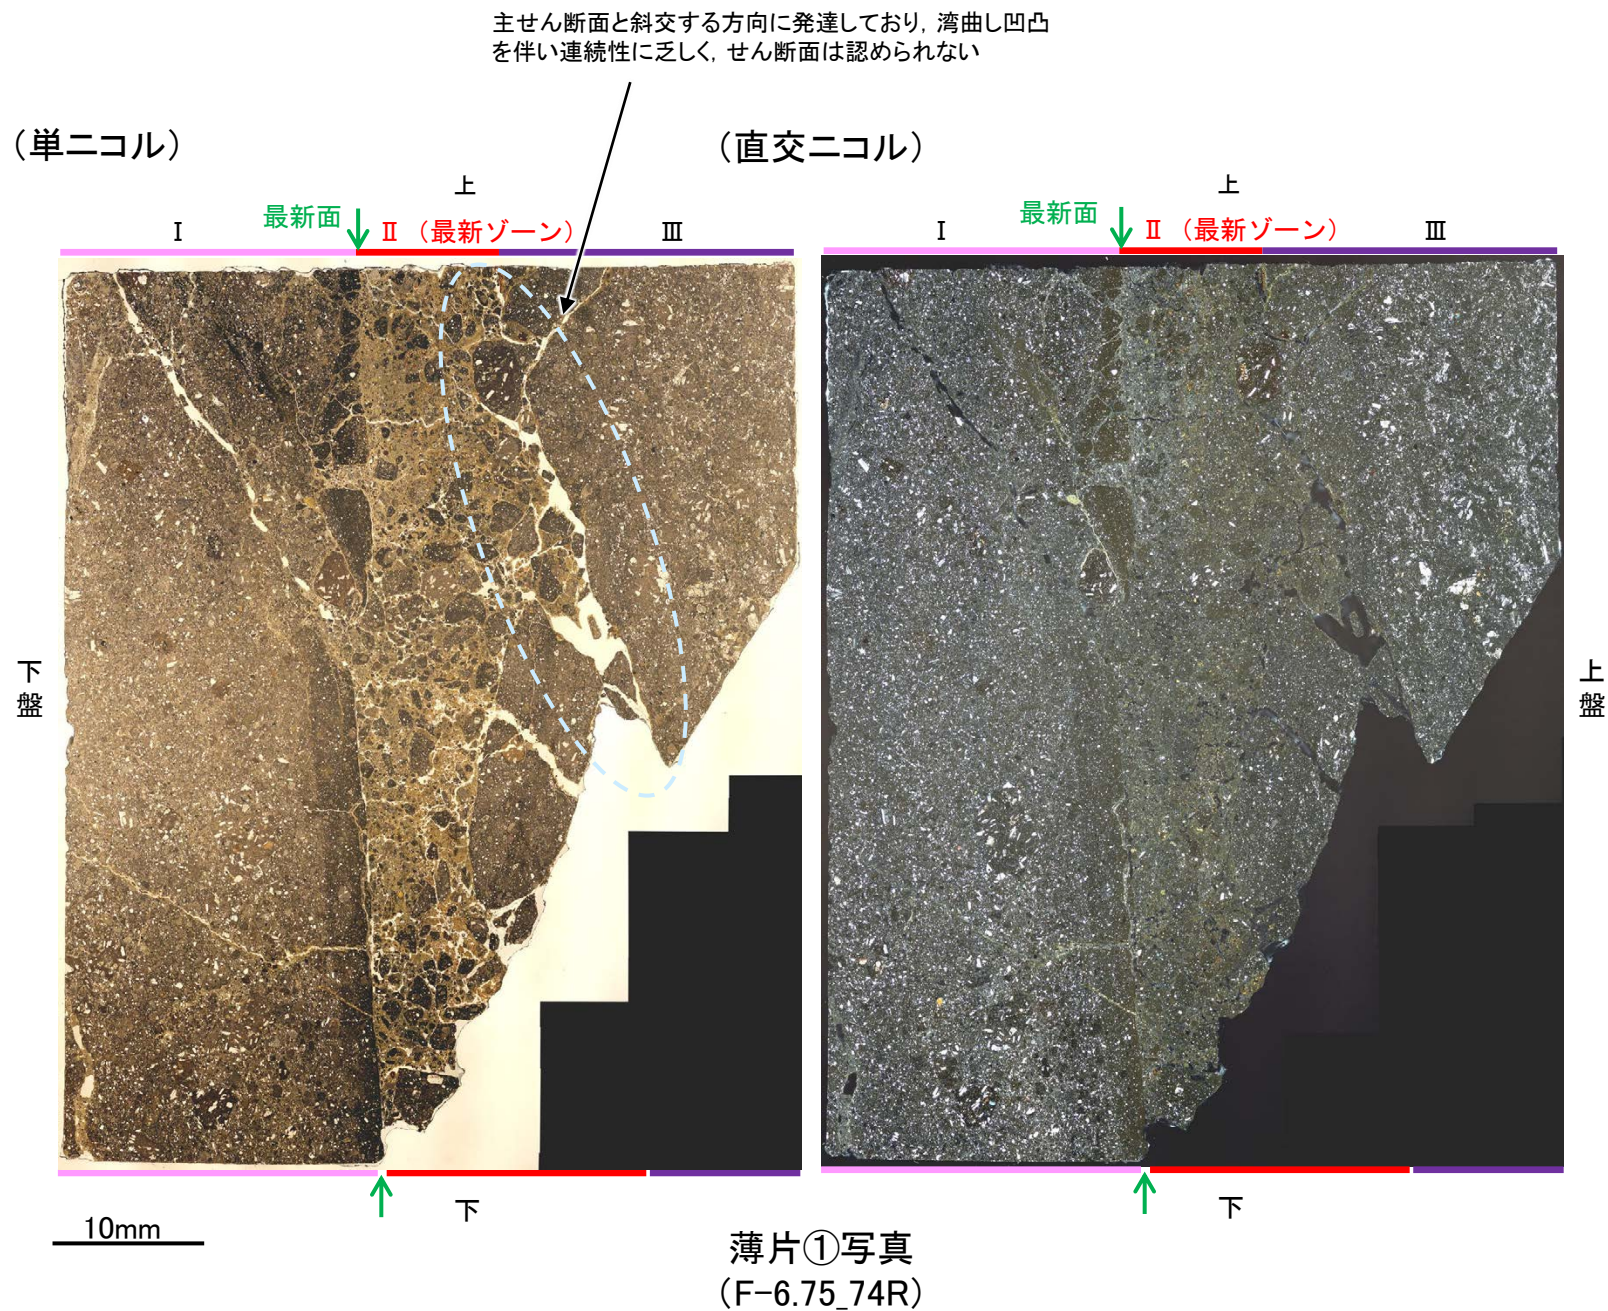 主せん断面と斜交する方向に発達しており, 湾曲し凹凸
を伴い連続性に乏しく, せん断面は認められない
（単ニコル）
（直交ニコル）
上
上
最新面
最新面
Ⅰ
Ⅱ （最新ゾーン）
Ⅲ
Ⅰ
Ⅱ （最新ゾーン）
Ⅲ
下盤
上盤
下
下
10mm
薄片①写真
（F−6.75_74R）